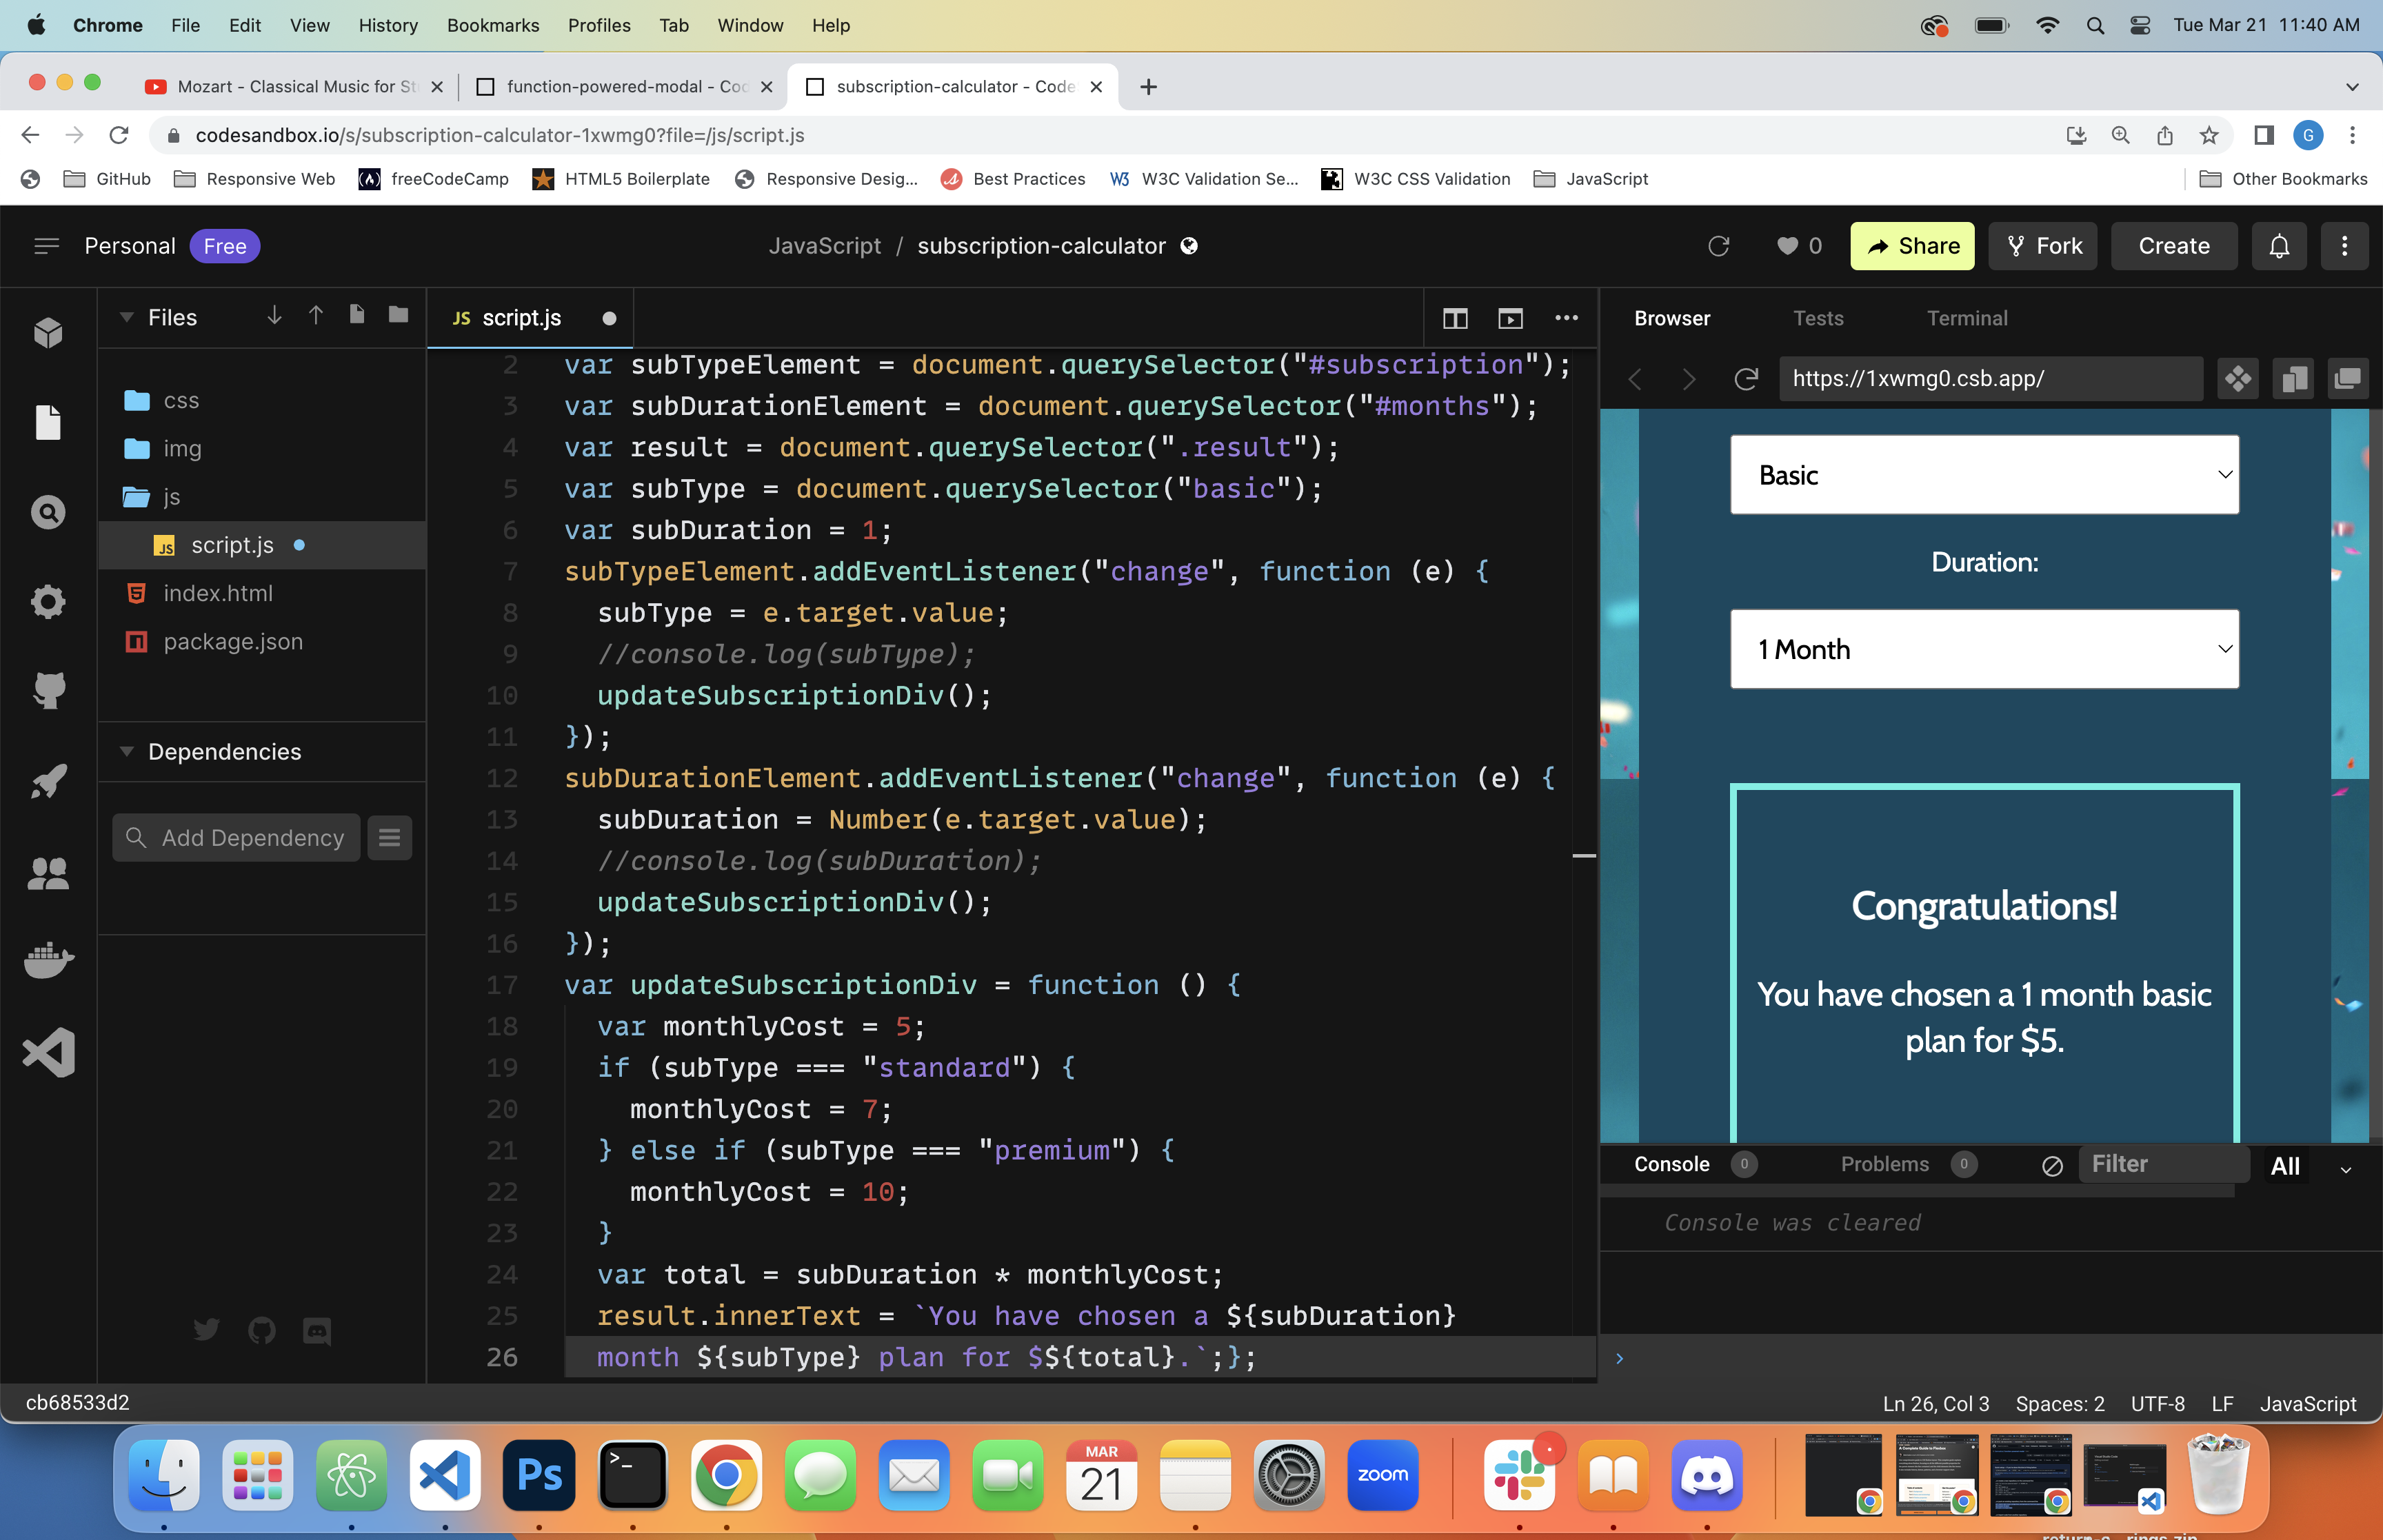 Chrome File Edit View History Bookmarks Profiles Tab Window Help Tue Mar 21 11:40 AM
Mozart - Classical Music for St function-powered-modal - Co subscription-calculator - Code
codesandbox.io/s/subscription-calculator-1xwmg0?file=/js/script.js G
GitHub Responsive Web freeCodeCamp HTML5 Boilerplate Responsive Desig... Best Practices W3C Validation Se... W3C CSS Validation JavaScript Other Bookmarks
Personal Free JavaScript / subscription-calculator 0 Share Fork Create
Files
css
img
js
JS script.js
index.html
package.json
Dependencies
Add Dependency
JS script.js
2 var subTypeElement = document.querySelector("#subscription");
3 var subDurationElement = document.querySelector("#months");
4 var result = document.querySelector(".result");
5 var subType = document.querySelector("basic");
6 var subDuration = 1;
7 subTypeElement.addEventListener("change", function (e) {
8 subType = e.target.value;
9 //console.log(subType);
10 updateSubscriptionDiv();
11 });
12 subDurationElement.addEventListener("change", function (e) {
13 subDuration = Number(e.target.value);
14 //console.log(subDuration);
15 updateSubscriptionDiv();
16 });
17 var updateSubscriptionDiv = function () {
18 var monthlyCost = 5;
19 if (subType === "standard") {
20 monthlyCost = 7;
21 } else if (subType === "premium") {
22 monthlyCost = 10;
23 }
24 var total = subDuration * monthlyCost;
25 result.innerText = `You have chosen a ${subDuration}
26 month ${subType} plan for $${total}.`;};
Browser Tests Terminal
https://1xwmg0.csb.app/
Basic
Duration:
1 Month
Congratulations!
You have chosen a 1 month basic
plan for $5.
Console 0 Problems 0 Filter All
Console was cleared
cb68533d2 Ln 26, Col 3 Spaces: 2 UTF-8 LF JavaScript
Ps
MAR
21
zoom